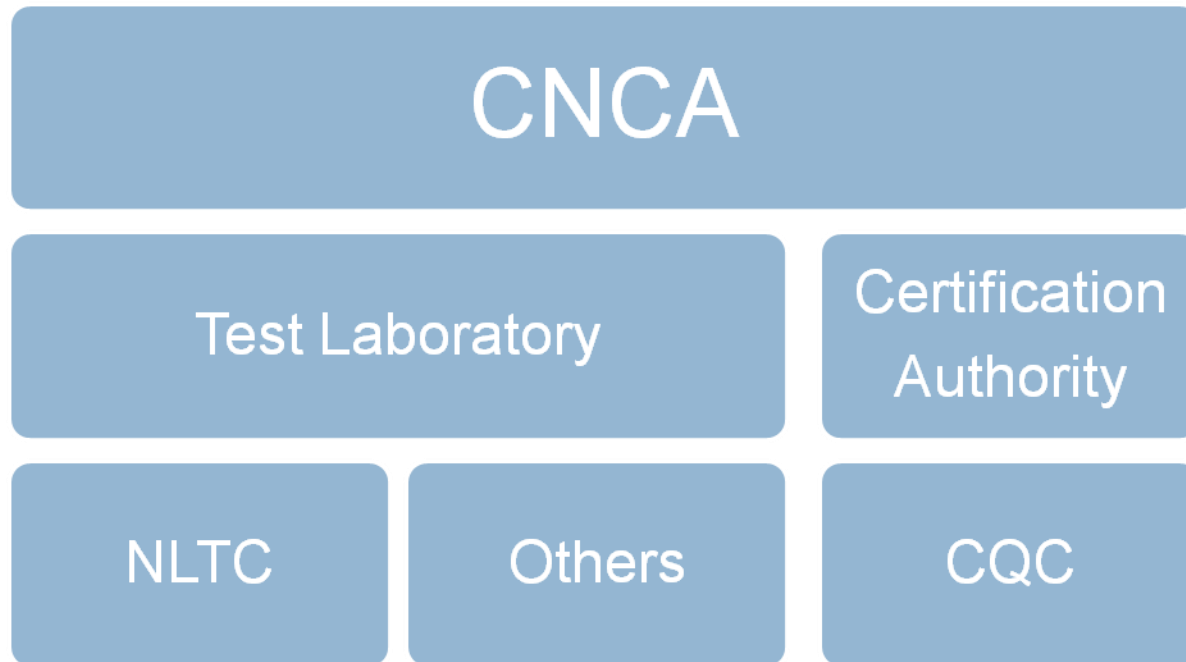 CNCA
Test Laboratory
Certification
Authority
NLTC
Others
CQC